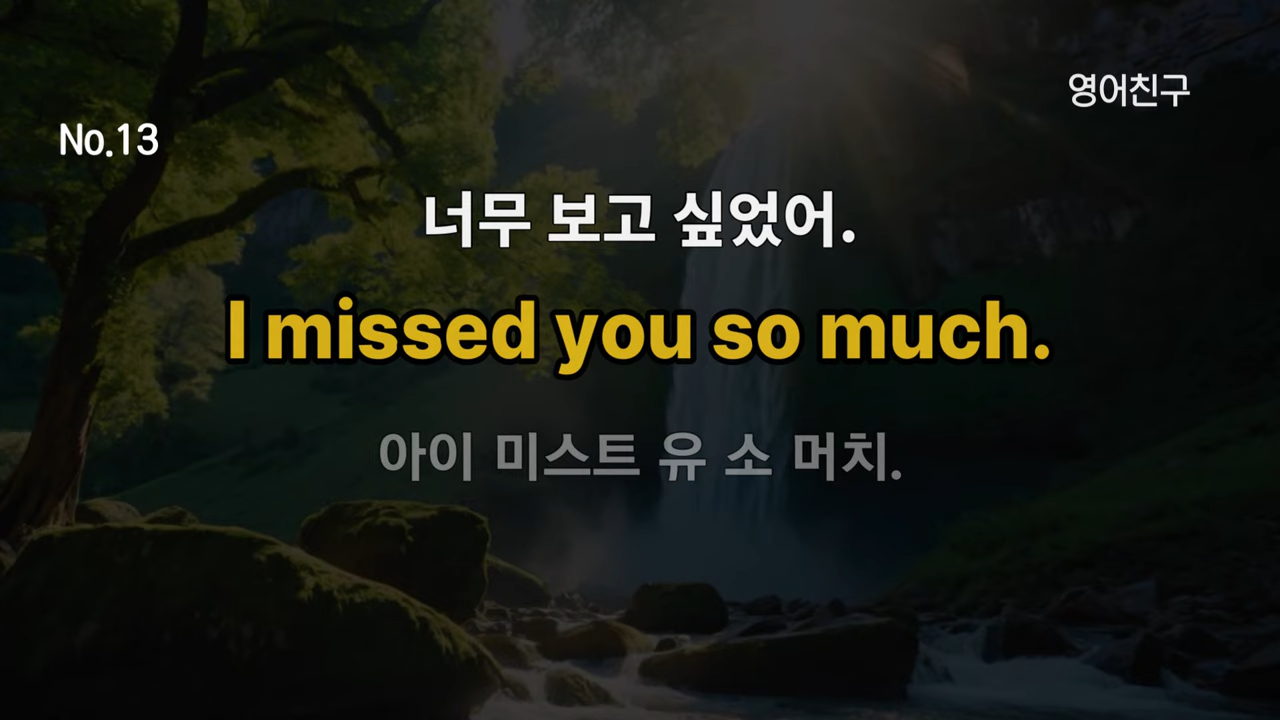 영어친구
No.13
너무 보고 싶었어.
I missed you so much.
아이 미스트 유 소 머치.